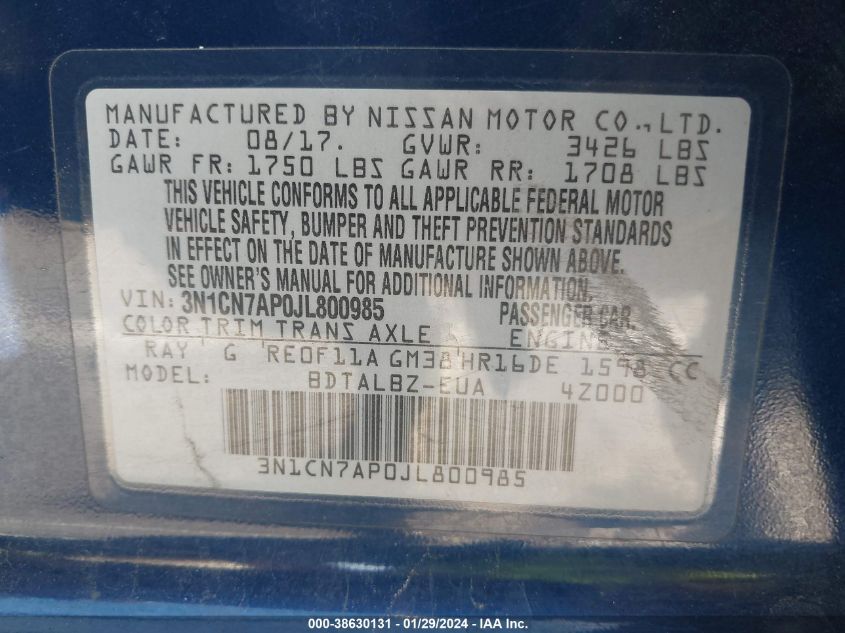 MANUFACTURED BY NISSAN MOTOR CO., LTD.
DATE: 08/17. GVWR: 3426 LBS
GAWR FR: 1750 LBS GAWR RR: 1708 LBS
THIS VEHICLE CONFORMS TO ALL APPLICABLE FEDERAL MOTOR
VEHICLE SAFETY, BUMPER AND THEFT PREVENTION STANDARDS
IN EFFECT ON THE DATE OF MANUFACTURE SHOWN ABOVE.
SEE OWNER'S MANUAL FOR ADDITIONAL INFORMATION.
VIN: 3N1CN7AP0JL800985 PASSENGER CAR.
COLOR TRIM TRANS AXLE ENGINE
RAY G RE0F11A GM38 HR16DE 1598 CC
MODEL: BDTALBZ-EUA 4Z000
3N1CN7AP0JL800985
000-38630131 - 01/29/2024 - IAA Inc.